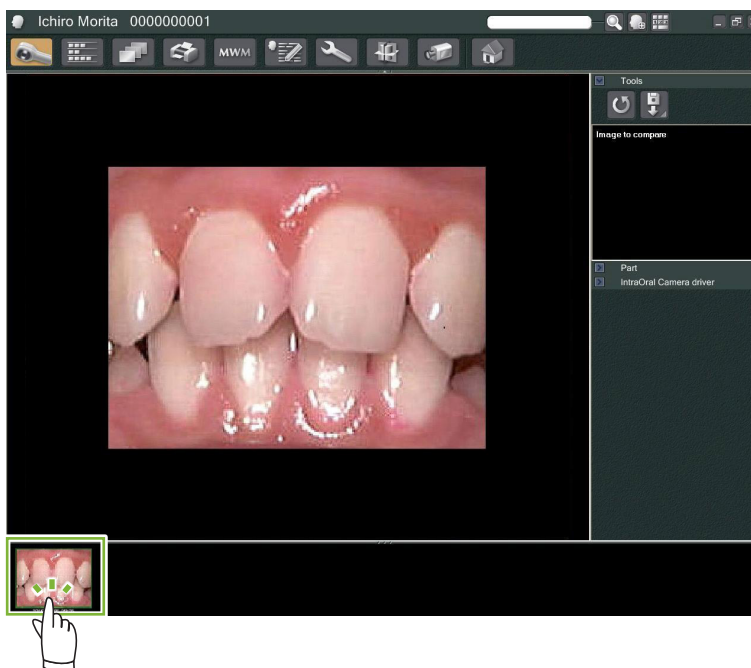 Ichiro Morita 0000000001
MWM
Tools
Image to compare
Part
IntraOral Camera driver